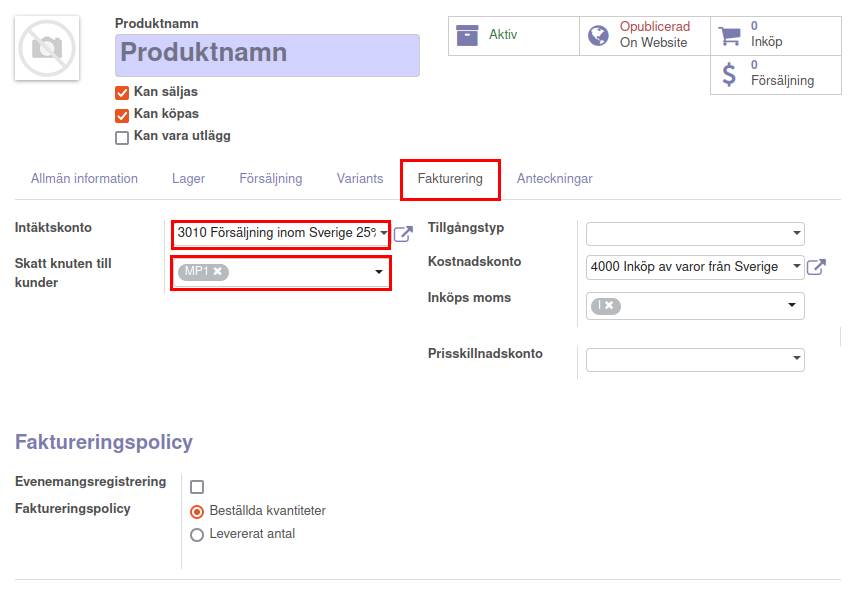 Produktnamn
Produktnamn
Kan säljas
Kan köpas
Kan vara utlägg
Aktiv
Opublicerad
On Website
0
Inköp
0
Försäljning
Allmän information
Lager
Försäljning
Variants
Fakturering
Anteckningar
Intäktskonto
3010 Försäljning inom Sverige 25%
Skatt knuten till
kunder
MP1
Tillgångstyp
Kostnadskonto
4000 Inköp av varor från Sverige
Inköps moms
I
Prisskillnadskonto
Faktureringspolicy
Evenemangsregistrering
Faktureringspolicy
Beställda kvantiteter
Levererat antal